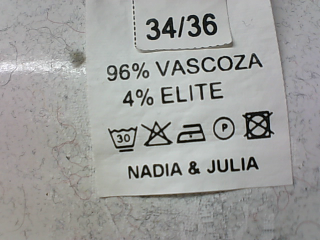 34/36
96% VASCOZA
4% ELITE
30 P
NADIA & JULIA